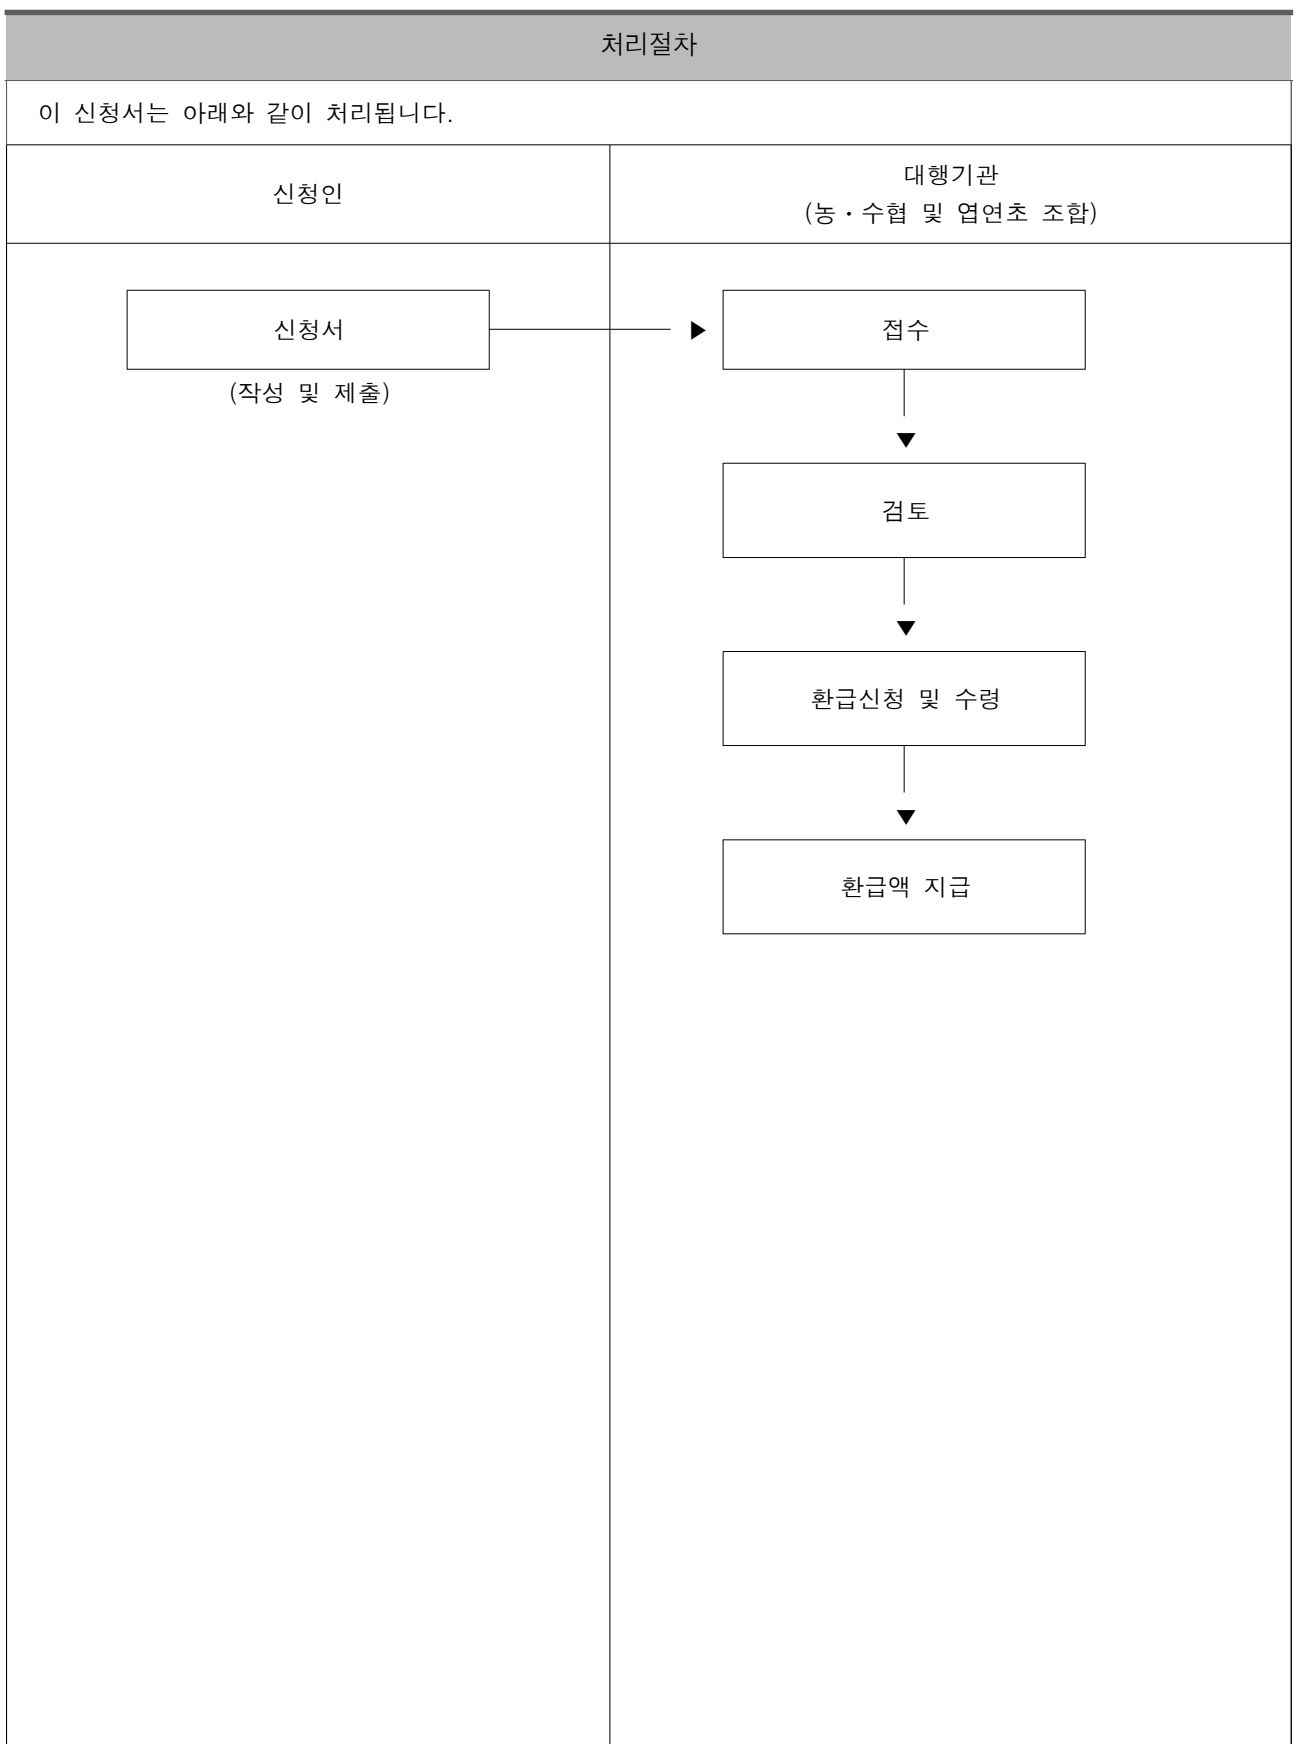 처리절차
이 신청서는 아래와 같이 처리됩니다.
신청인
대행기관
(농·수협 및 엽연초 조합)
신청서
(작성 및 제출)
접수
검토
환급신청 및 수령
환급액 지급